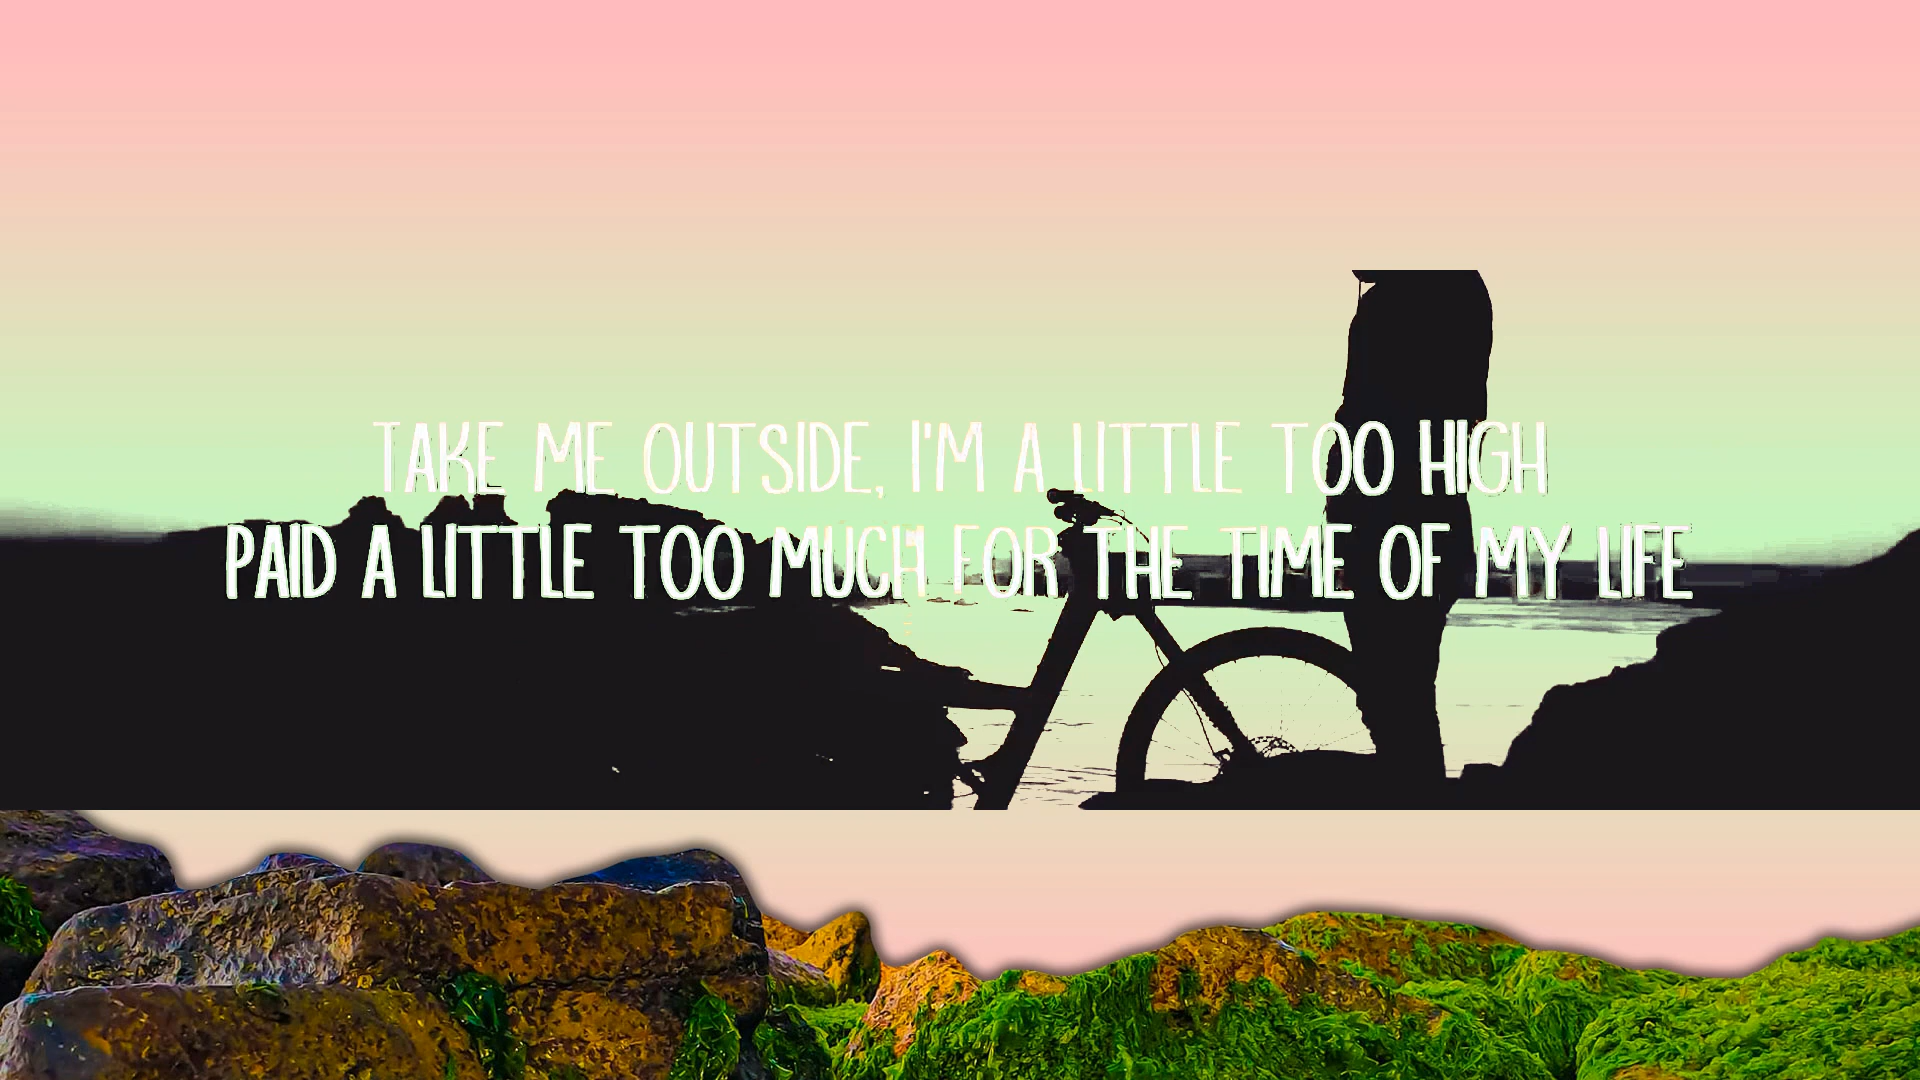 TAKE ME OUTSIDE, I'M A LITTLE TOO HIGH
PAID A LITTLE TOO MUCH FOR THE TIME OF MY LIFE